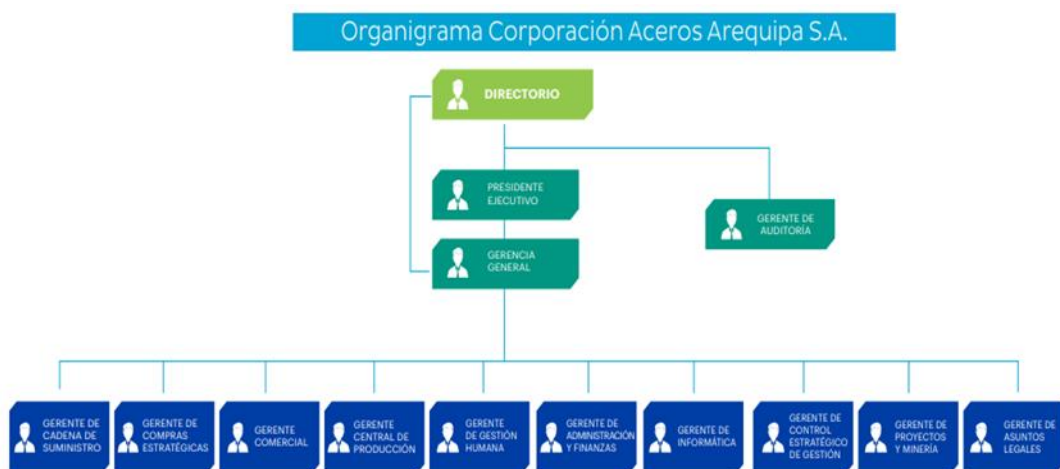 Organigrama Corporación Aceros Arequipa S.A.
DIRECTORIO
PRESIDENTE
EJECUTIVO
GERENTE DE
AUDITORÍA
GERENCIA
GENERAL
GERENTE DE
CADENA DE
SUMINISTRO
GERENTE DE
COMPRAS
ESTRATÉGICAS
GERENTE
COMERCIAL
GERENTE
CENTRAL DE
PRODUCCIÓN
GERENTE
DE GESTIÓN
HUMANA
GERENTE DE
ADMINISTRACIÓN
Y FINANZAS
GERENTE DE
INFORMÁTICA
GERENTE DE
CONTROL
ESTRATÉGICO
DE GESTIÓN
GERENTE DE
PROYECTOS
Y MINERÍA
GERENTE DE
ASUNTOS
LEGALES